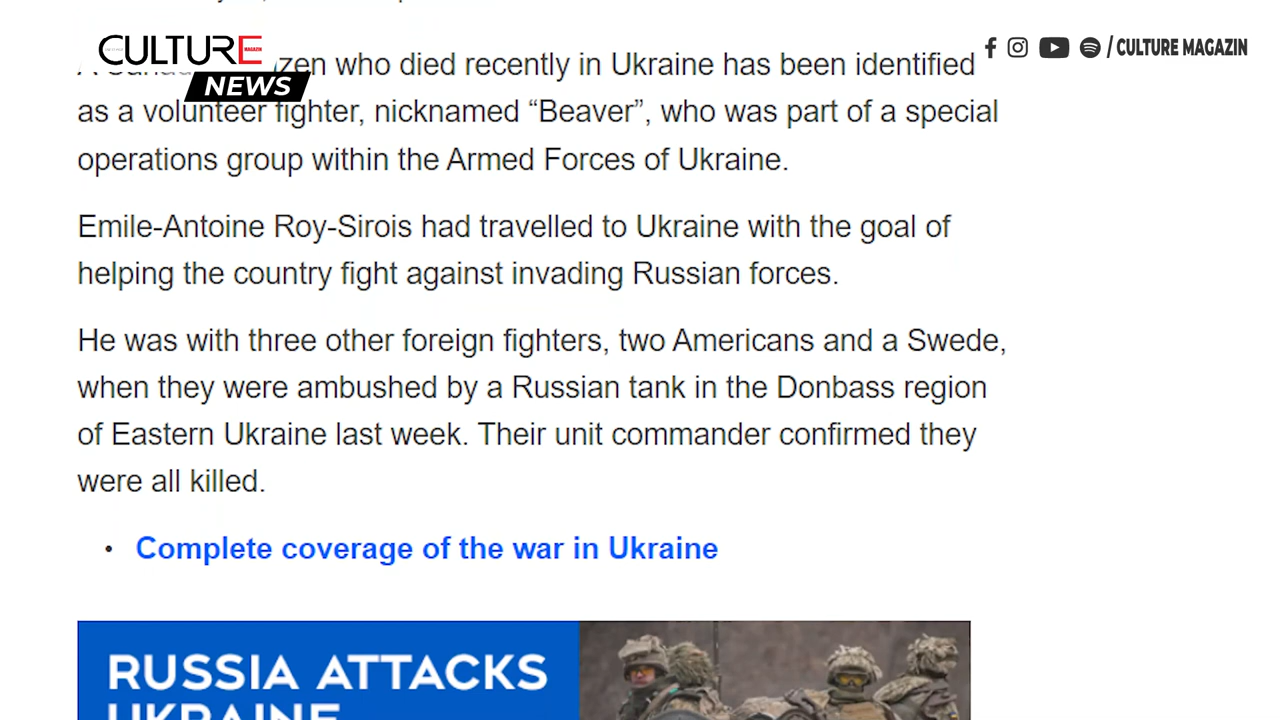 CULTURE
MAGAZIN
NEWS
/ CULTURE MAGAZIN
zen who died recently in Ukraine has been identified
as a volunteer fighter, nicknamed “Beaver”, who was part of a special
operations group within the Armed Forces of Ukraine.
Emile-Antoine Roy-Sirois had travelled to Ukraine with the goal of
helping the country fight against invading Russian forces.
He was with three other foreign fighters, two Americans and a Swede,
when they were ambushed by a Russian tank in the Donbass region
of Eastern Ukraine last week. Their unit commander confirmed they
were all killed.
• Complete coverage of the war in Ukraine
RUSSIA ATTACKS
UKRAINE